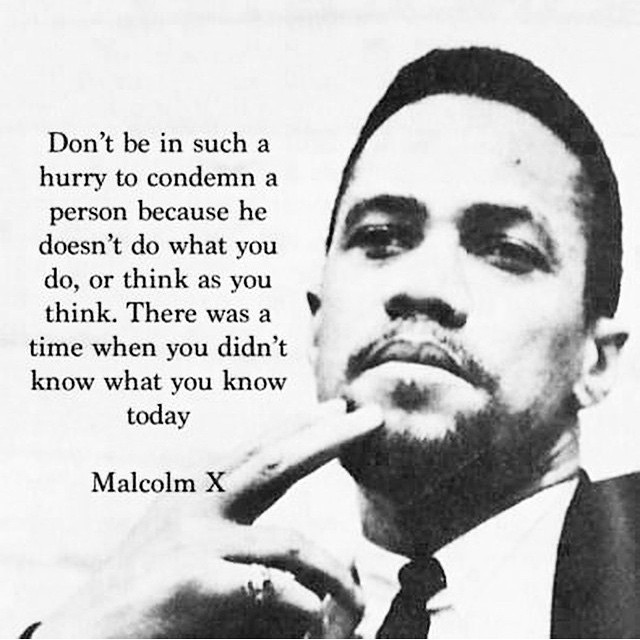 Don't be in such a
hurry to condemn a
person because he
doesn't do what you
do, or think as you
think. There was a
time when you didn't
know what you know
today
Malcolm X